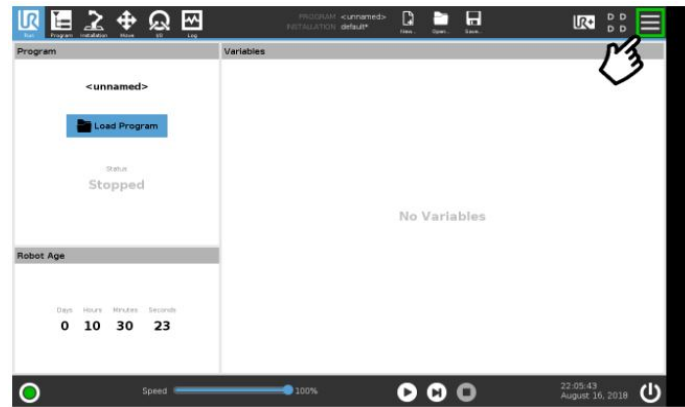 UR
Run
Program
Installation
Move
I/O
Log
PROGRAM <unnamed>
INSTALLATION default*
New...
Open...
Save...
UR+
D D
D D
Program
<unnamed>
Load Program
Status
Stopped
Robot Age
Days Hours Minutes Seconds
0 10 30 23
Variables
No Variables
Speed 100%
22:05:43
August 16, 2018